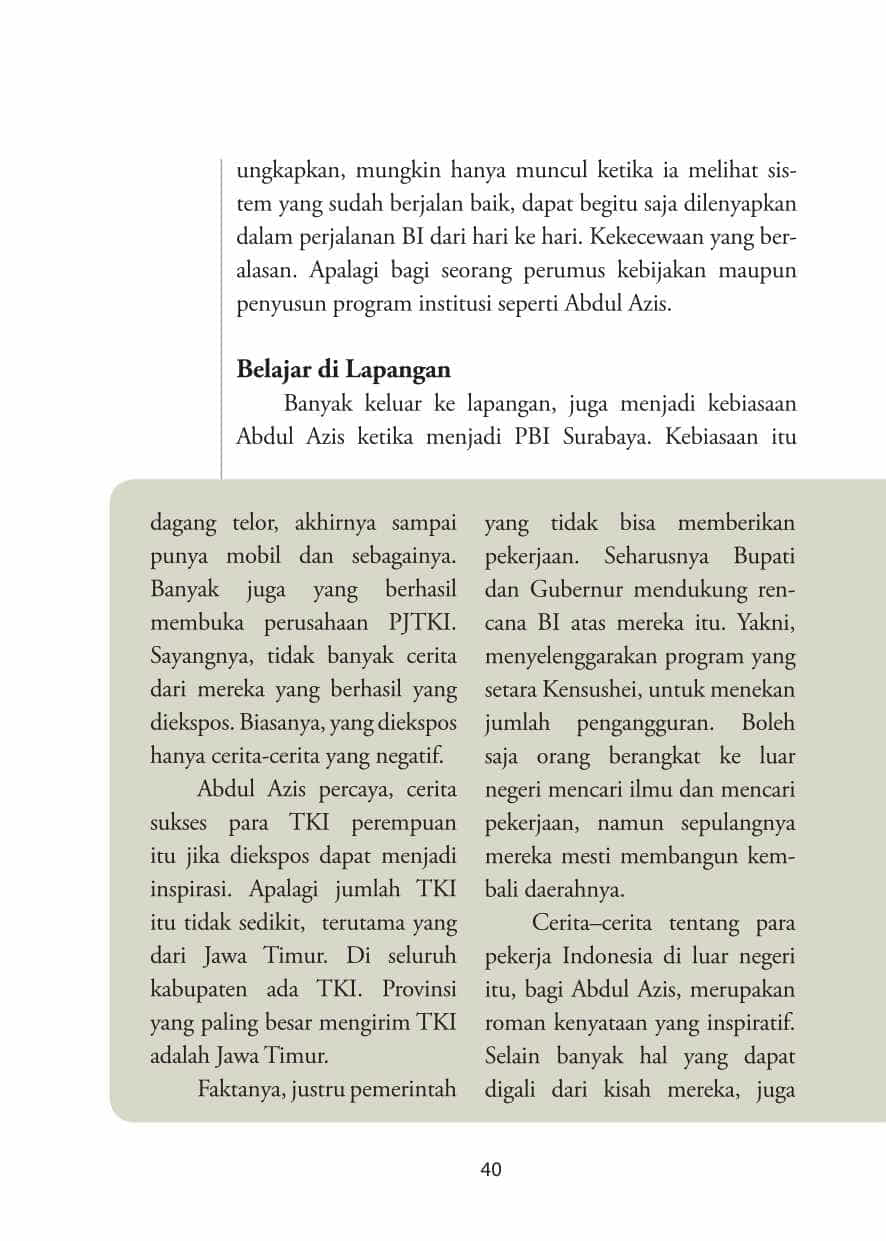 ungkapkan, mungkin hanya muncul ketika ia melihat sis-
tem yang sudah berjalan baik, dapat begitu saja dilenyapkan
dalam perjalanan BI dari hari ke hari. Kekecewaan yang ber-
alasan. Apalagi bagi seorang perumus kebijakan maupun
penyusun program institusi seperti Abdul Azis.
Belajar di Lapangan
Banyak keluar ke lapangan, juga menjadi kebiasaan
Abdul Azis ketika menjadi PBI Surabaya. Kebiasaan itu
dagang telor, akhirnya sampai
punya mobil dan sebagainya.
Banyak juga yang berhasil
membuka perusahaan PJTKI.
Sayangnya, tidak banyak cerita
dari mereka yang berhasil yang
diekspos. Biasanya, yang diekspos
hanya cerita-cerita yang negatif.
Abdul Azis percaya, cerita
sukses para TKI perempuan
itu jika diekspos dapat menjadi
inspirasi. Apalagi jumlah TKI
itu tidak sedikit, terutama yang
dari Jawa Timur. Di seluruh
kabupaten ada TKI. Provinsi
yang paling besar mengirim TKI
adalah Jawa Timur.
Faktanya, justru pemerintah
yang tidak bisa memberikan
pekerjaan. Seharusnya Bupati
dan Gubernur mendukung ren-
cana BI atas mereka itu. Yakni,
menyelenggarakan program yang
setara Kensushei, untuk menekan
jumlah pengangguran. Boleh
saja orang berangkat ke luar
negeri mencari ilmu dan mencari
pekerjaan, namun sepulangnya
mereka mesti membangun kem-
bali daerahnya.
Cerita–cerita tentang para
pekerja Indonesia di luar negeri
itu, bagi Abdul Azis, merupakan
roman kenyataan yang inspiratif.
Selain banyak hal yang dapat
digali dari kisah mereka, juga
40